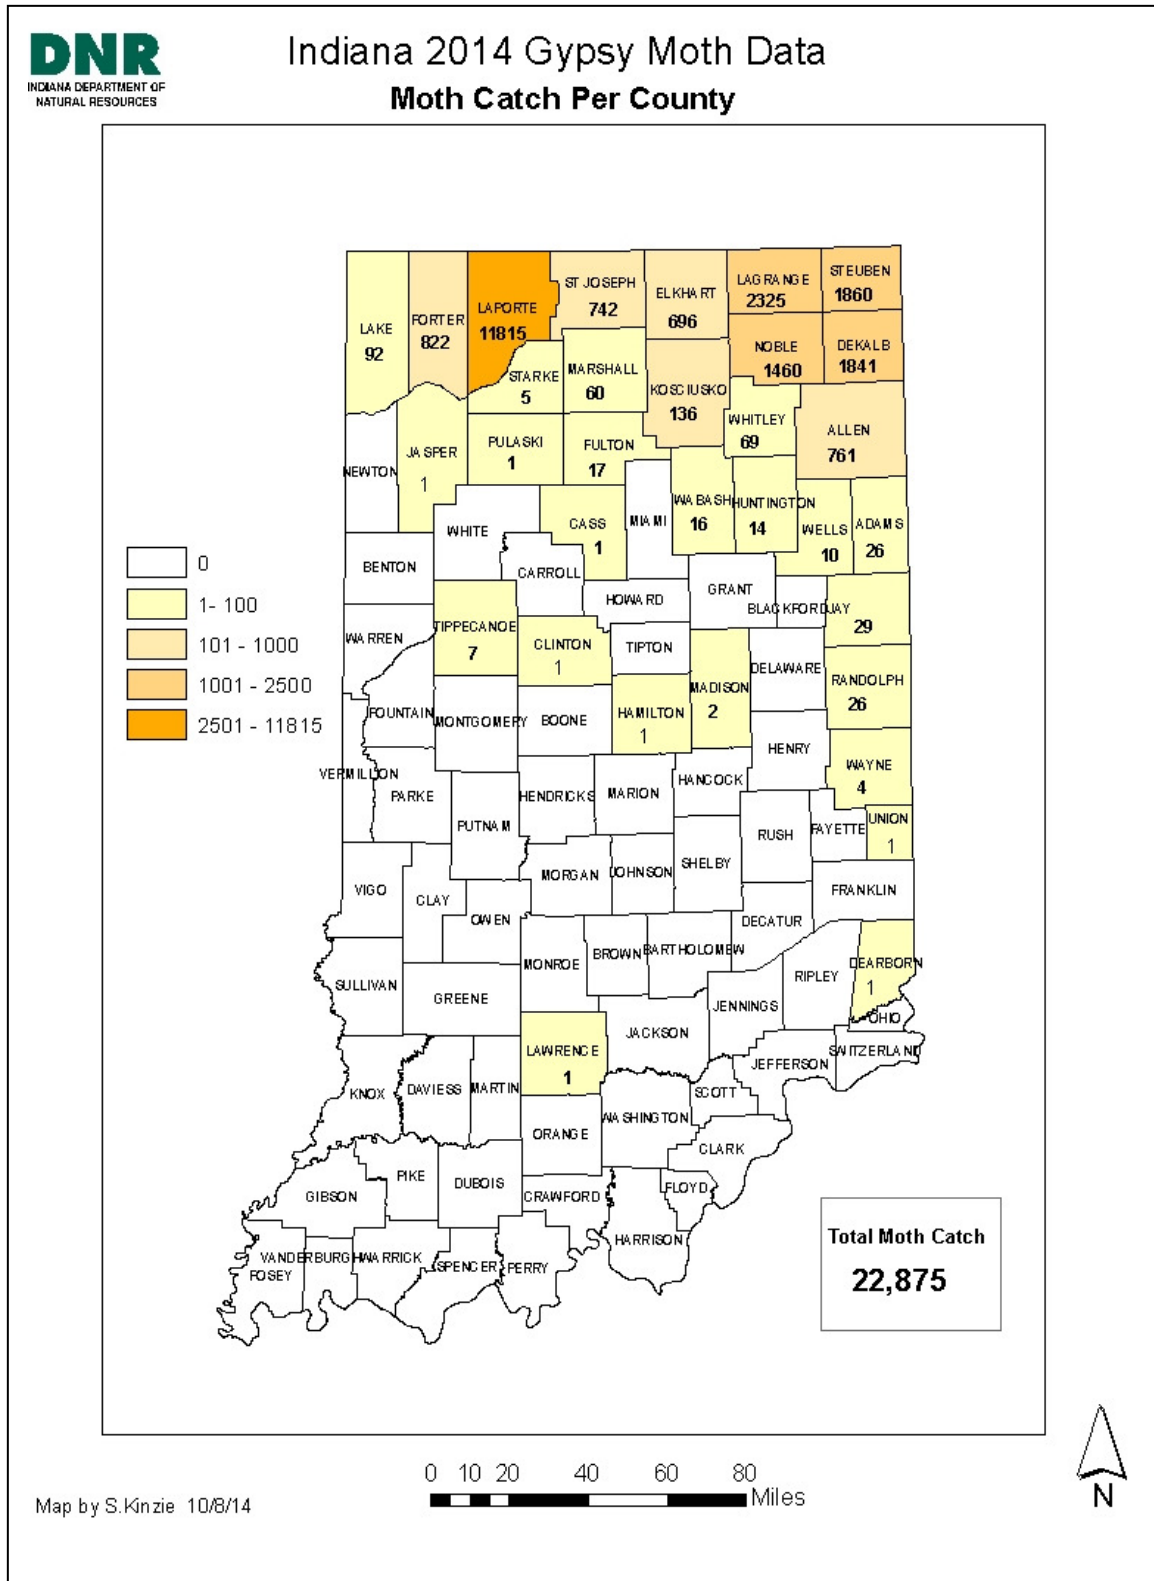 DNR
INDIANA DEPARTMENT OF
NATURAL RESOURCES
Indiana 2014 Gypsy Moth Data
Moth Catch Per County
LAKE
92
PORTER
822
LAPORTE
11815
ST JOSEPH
742
ELKHART
696
LAGRANGE
2325
STEUBEN
1860
NOBLE
1460
DEKALB
1841
STARKE
5
MARSHALL
60
KOSCIUSKO
136
WHITLEY
69
ALLEN
761
NEWTON
JASPER
1
PULASKI
1
FULTON
17
WHITE
CASS
1
MIAMI
WABASH
16
HUNTINGTON
14
WELLS
10
ADAMS
26
BENTON
CARROLL
HOWARD
GRANT
BLACKFORD
JAY
29
WARREN
TIPPECANOE
7
CLINTON
1
TIPTON
MADISON
2
DELAWARE
RANDOLPH
26
FOUNTAIN
MONTGOMERY
BOONE
HAMILTON
1
HENRY
WAYNE
4
VERMILLION
PARKE
PUTNAM
HENDRICKS
MARION
HANCOCK
RUSH
FAYETTE
UNION
1
VIGO
CLAY
OWEN
MORGAN
JOHNSON
SHELBY
DECATUR
FRANKLIN
SULLIVAN
GREENE
MONROE
BROWN
BARTHOLOMEW
JENNINGS
RIPLEY
DEARBORN
1
OHIO
SWITZERLAND
JEFFERSON
KNOX
DAVIESS
MARTIN
LAWRENCE
1
JACKSON
SCOTT
ORANGE
WASHINGTON
CLARK
GIBSON
PIKE
DUBOIS
CRAWFORD
FLOYD
HARRISON
POSEY
VANDERBURGH
WARRICK
SPENCER
PERRY
0
1- 100
101 - 1000
1001 - 2500
2501 - 11815
Total Moth Catch
22,875
0 10 20 40 60 80
Miles
N
Map by S.Kinzie 10/8/14